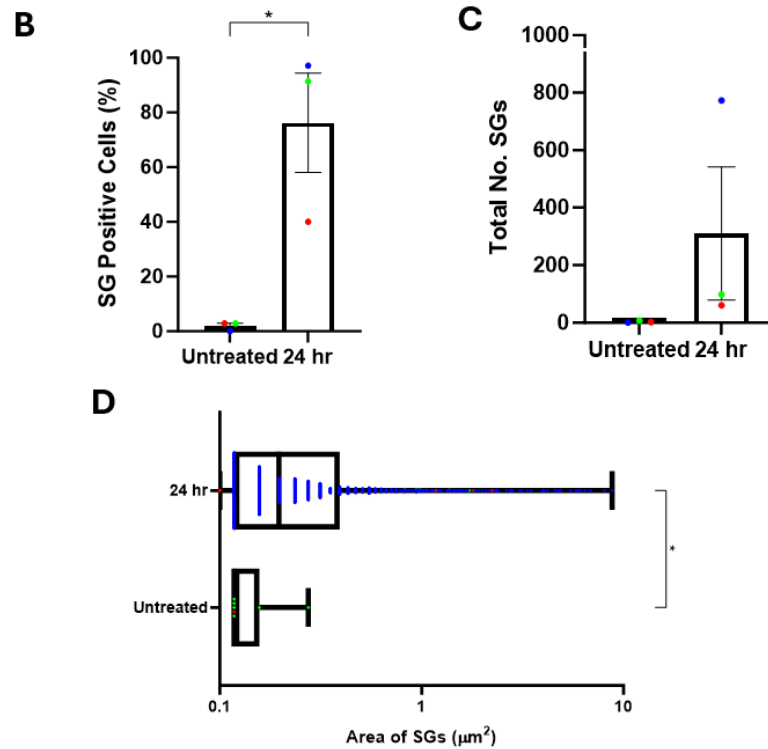 B
*
SG Positive Cells (%)
100
80
60
40
20
0
Untreated 24 hr
C
Total No. SGs
1000
800
600
400
200
0
Untreated 24 hr
D
24 hr
Untreated
*
0.1 1 10
Area of SGs (μm²)